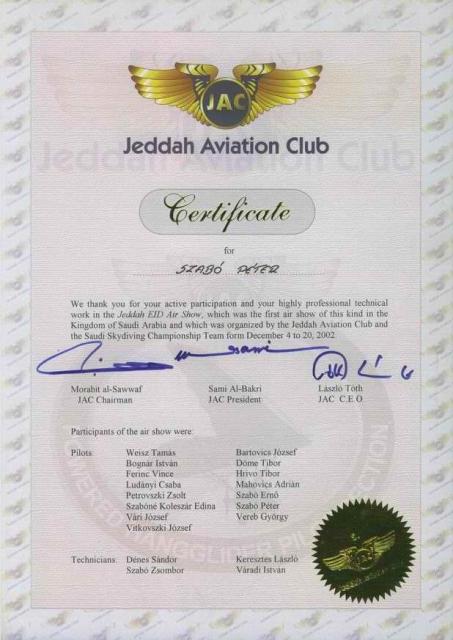 JAC
Jeddah Aviation Club
Jeddah Aviation Club
Certificate
for
SZABÓ PÉTER
We thank you for your active participation and your highly professional technical
work in the Jeddah EID Air Show, which was the first air show of this kind in the
Kingdom of Saudi Arabia and which was organized by the Jeddah Aviation Club and
the Saudi Skydiving Championship Team form December 4 to 20, 2002.
Morabit al-Sawwaf Sami Al-Bakri László Tóth
JAC Chairman JAC President JAC C.E.O.
Participants of the air show were:
Pilots: Weisz Tamás Bartovics József
Bognár István Döme Tibor
Ferinc Vince Hrivo Tibor
Ludányi Csaba Mahovics Adrián
Petrovszki Zsolt Szabó Ernő
Szabóné Koleszár Edina Szabó Péter
Vári József Vereb György
Vitkovszki József
Technicians: Dénes Sándor Keresztes László
Szabó Zsombor Váradi István